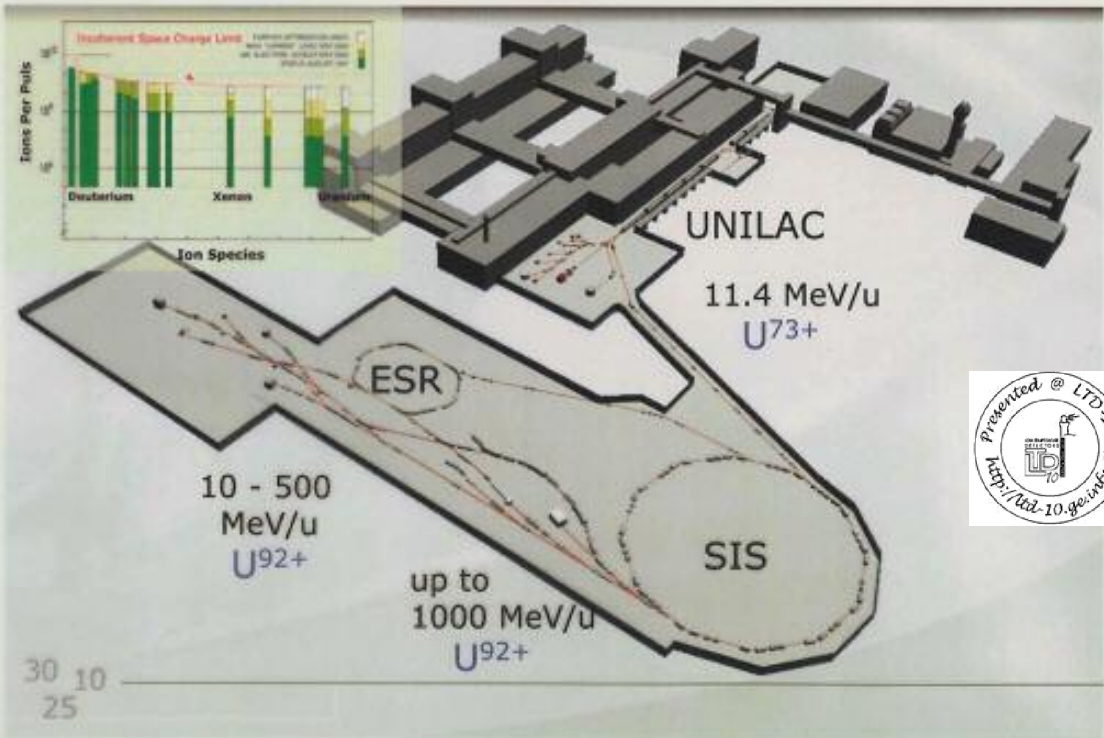 Incoherent Space Charge Limit
Ions Per Puls
Deuterium
Xenon
Uranium
Ion Species
UNILAC
11.4 MeV/u
U73+
ESR
10 - 500
MeV/u
U92+
SIS
up to
1000 MeV/u
U92+
Presented @ LTD-
LTD
10
http://ltd-10.ge.infn
30 10
25